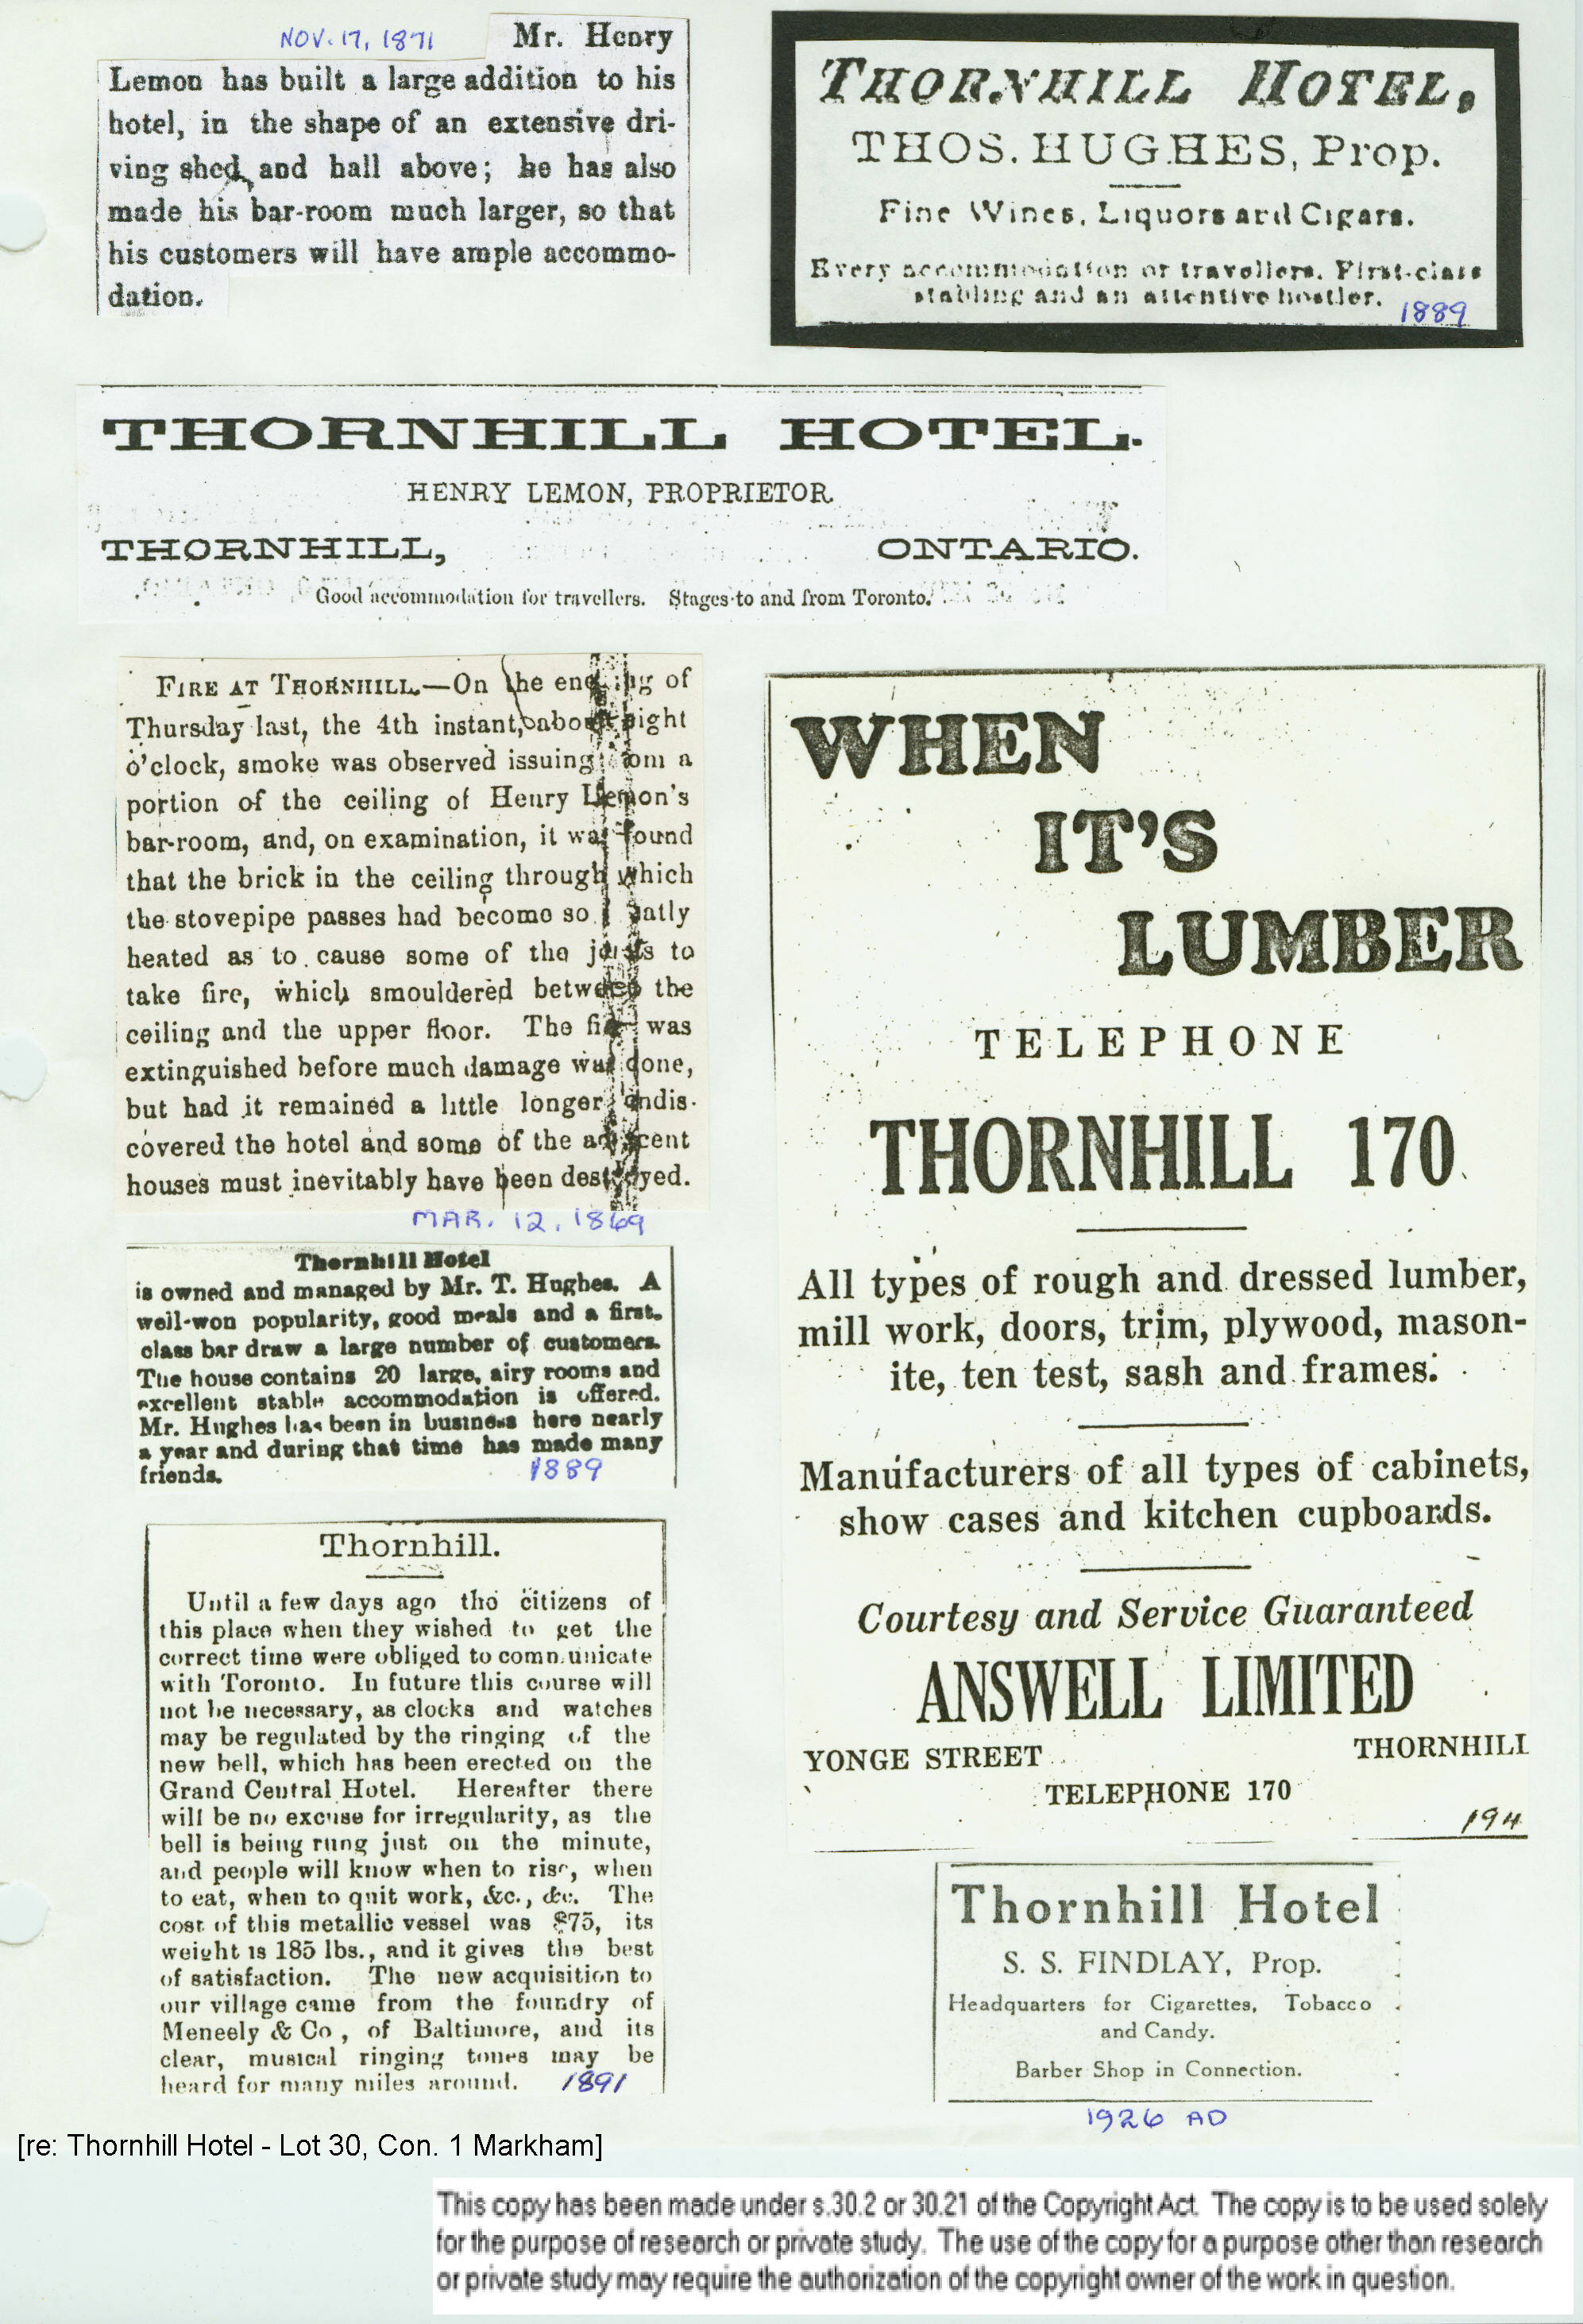 NOV. 17, 1871 Mr. Henry
Lemon has built a large addition to his
hotel, in the shape of an extensive dri-
ving shed, and hall above; he has also
made his bar-room much larger, so that
his customers will have ample accommo-
dation.
THORNHILL HOTEL,
THOS. HUGHES, Prop.
Fine Wines, Liquors and Cigars.
Every accommodation or travellers. First-class
stabling and an attentive hostler.
1889
THORNHILL HOTEL.
HENRY LEMON, PROPRIETOR.
THORNHILL, ONTARIO.
Good accommodation for travellers. Stages to and from Toronto.
FIRE AT THORNHILL.—On the of
Thursday last, the 4th instant, about eight
o'clock, smoke was observed issuing from a
portion of the ceiling of Henry Lemon's
bar-room, and, on examination, it was found
that the brick in the ceiling through which
the stovepipe passes had become so
heated as to cause some of the joists to
take fire, which smouldered between the
ceiling and the upper floor. The fire was
extinguished before much damage was done,
but had it remained a little longer undis-
covered the hotel and some of the adjacent
houses must inevitably have been destroyed.
MAR. 12, 1869
Thornhill Hotel
is owned and managed by Mr. T. Hughes. A
well-won popularity, good meals and a first-
class bar draw a large number of customers.
The house contains 20 large, airy rooms and
excellent stable accommodation is offered.
Mr. Hughes has been in business here nearly
a year and during that time has made many
friends.
1889
Thornhill.
Until a few days ago the citizens of
this place when they wished to get the
correct time were obliged to communicate
with Toronto. In future this course will
not be necessary, as clocks and watches
may be regulated by the ringing of the
new bell, which has been erected on the
Grand Central Hotel. Hereafter there
will be no excuse for irregularity, as the
bell is being rung just on the minute,
and people will know when to rise, when
to eat, when to quit work, &c., &c. The
cost of this metallic vessel was $75, its
weight is 185 lbs., and it gives the best
of satisfaction. The new acquisition to
our village came from the foundry of
Meneely & Co., of Baltimore, and its
clear, musical ringing tones may be
heard for many miles around.
1891
WHEN
IT'S
LUMBER
TELEPHONE
THORNHILL 170
All types of rough and dressed lumber,
mill work, doors, trim, plywood, mason-
ite, ten test, sash and frames.
Manufacturers of all types of cabinets,
show cases and kitchen cupboards.
Courtesy and Service Guaranteed
ANSWELL LIMITED
YONGE STREET THORNHILL
TELEPHONE 170
Thornhill Hotel
S. S. FINDLAY, Prop.
Headquarters for Cigarettes, Tobacco
and Candy.
Barber Shop in Connection.
1926 AD
[re: Thornhill Hotel - Lot 30, Con. 1 Markham]
This copy has been made under s.30.2 or 30.21 of the Copyright Act. The copy is to be used solely
for the purpose of research or private study. The use of the copy for a purpose other than research
or private study may require the authorization of the copyright owner of the work in question.